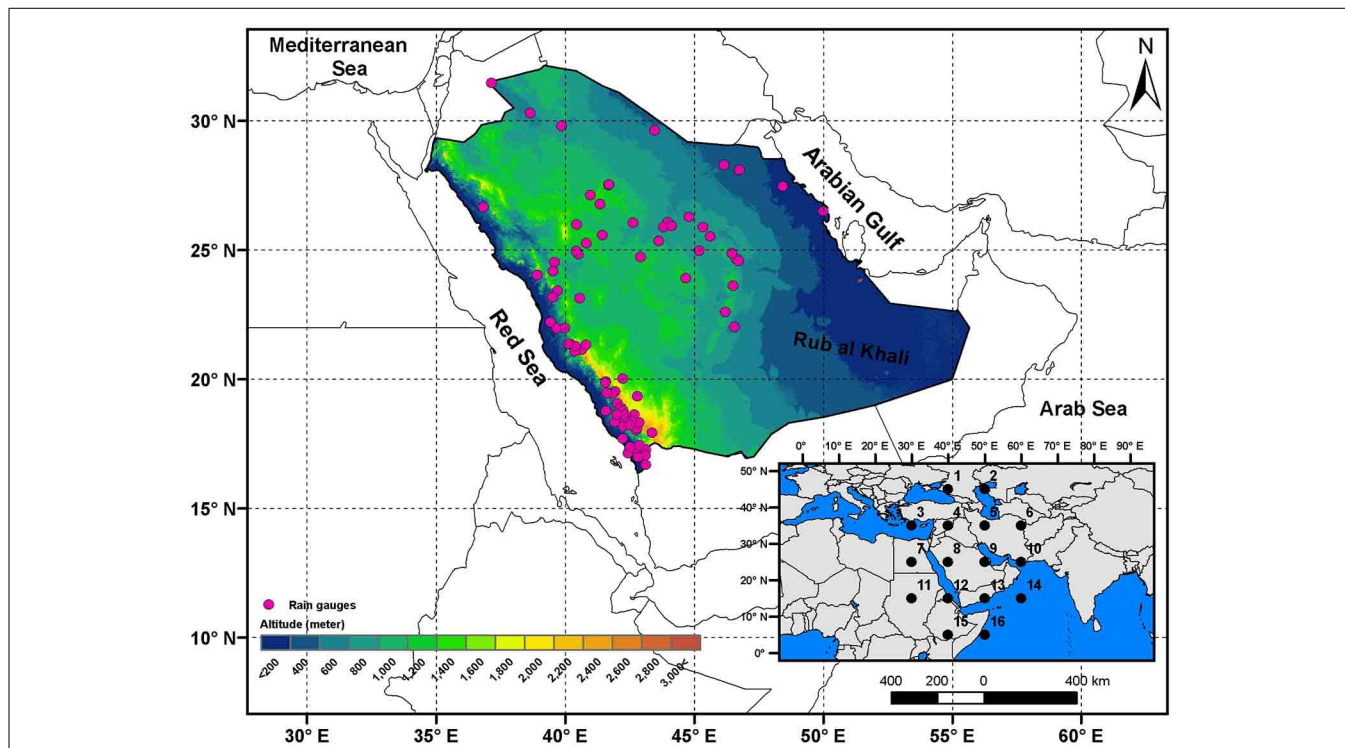 Mediterranean
Sea
N
30° N
25° N
20° N
15° N
10° N
Arabian Gulf
Red Sea
Rub al Khali
Arab Sea
0° E 10° E 20° E 30° E 40° E 50° E 60° E 70° E 80° E 90° E
50° N
40° N
30° N
20° N
10° N
0°
1 2
3 4 5 6
7 8 9 10
11 12 13 14
15 16
Rain gauges
Altitude (meter)
<200 400 600 800 1,000 1,200 1,400 1,600 1,800 2,000 2,200 2,400 2,600 2,800 3,000<
400 200 0 400 km
30° E 35° E 40° E 45° E 50° E 55° E 60° E